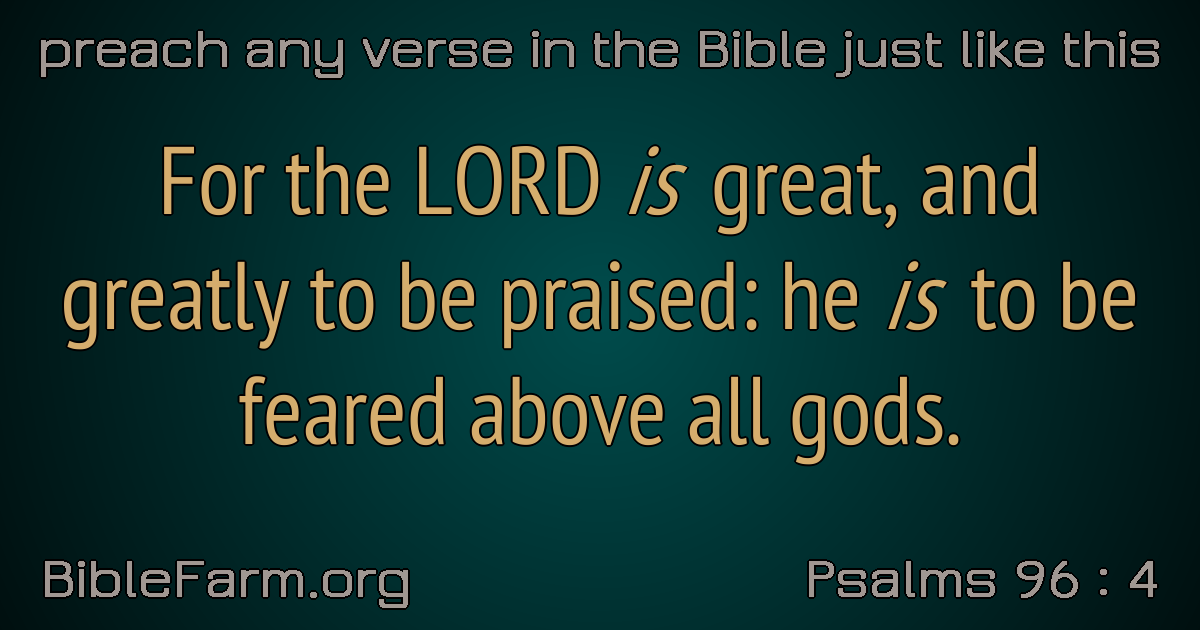 preach any verse in the Bible just like this
For the LORD is great, and
greatly to be praised: he is to be
feared above all gods.
BibleFarm.org
Psalms 96 : 4